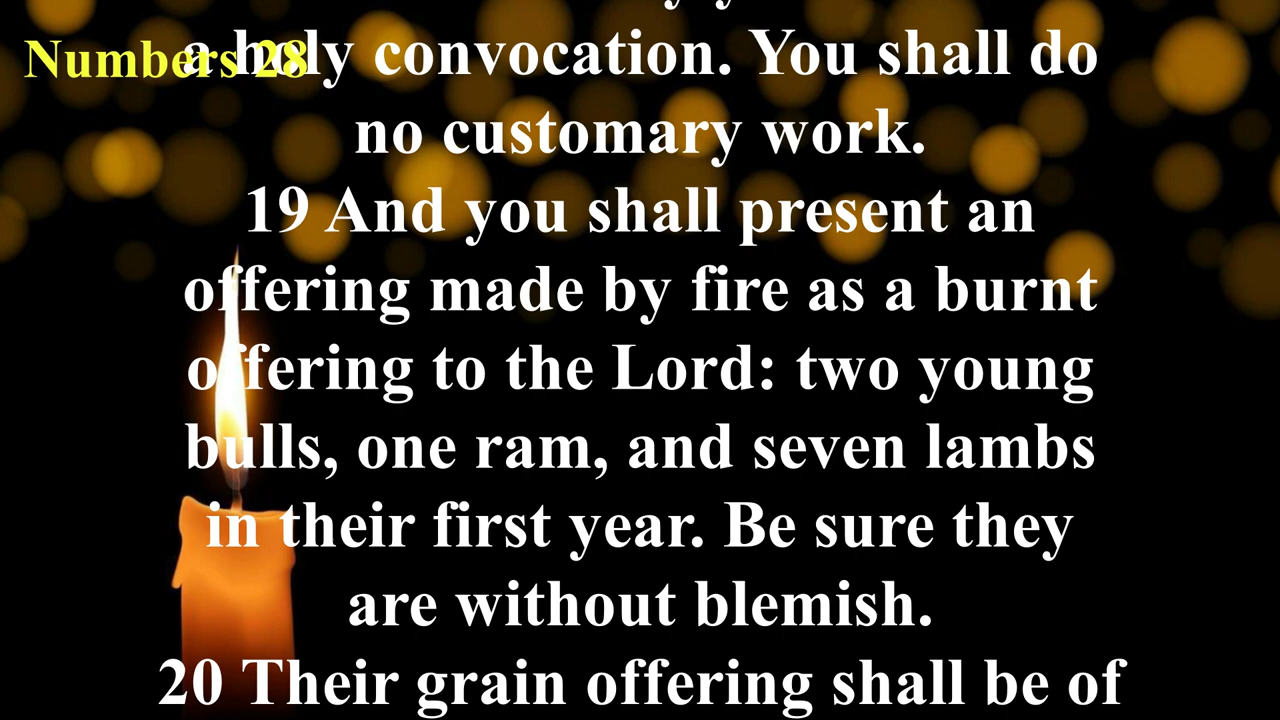 Numbers 28
a holy convocation. You shall do
no customary work.
19 And you shall present an
offering made by fire as a burnt
offering to the Lord: two young
bulls, one ram, and seven lambs
in their first year. Be sure they
are without blemish.
20 Their grain offering shall be of